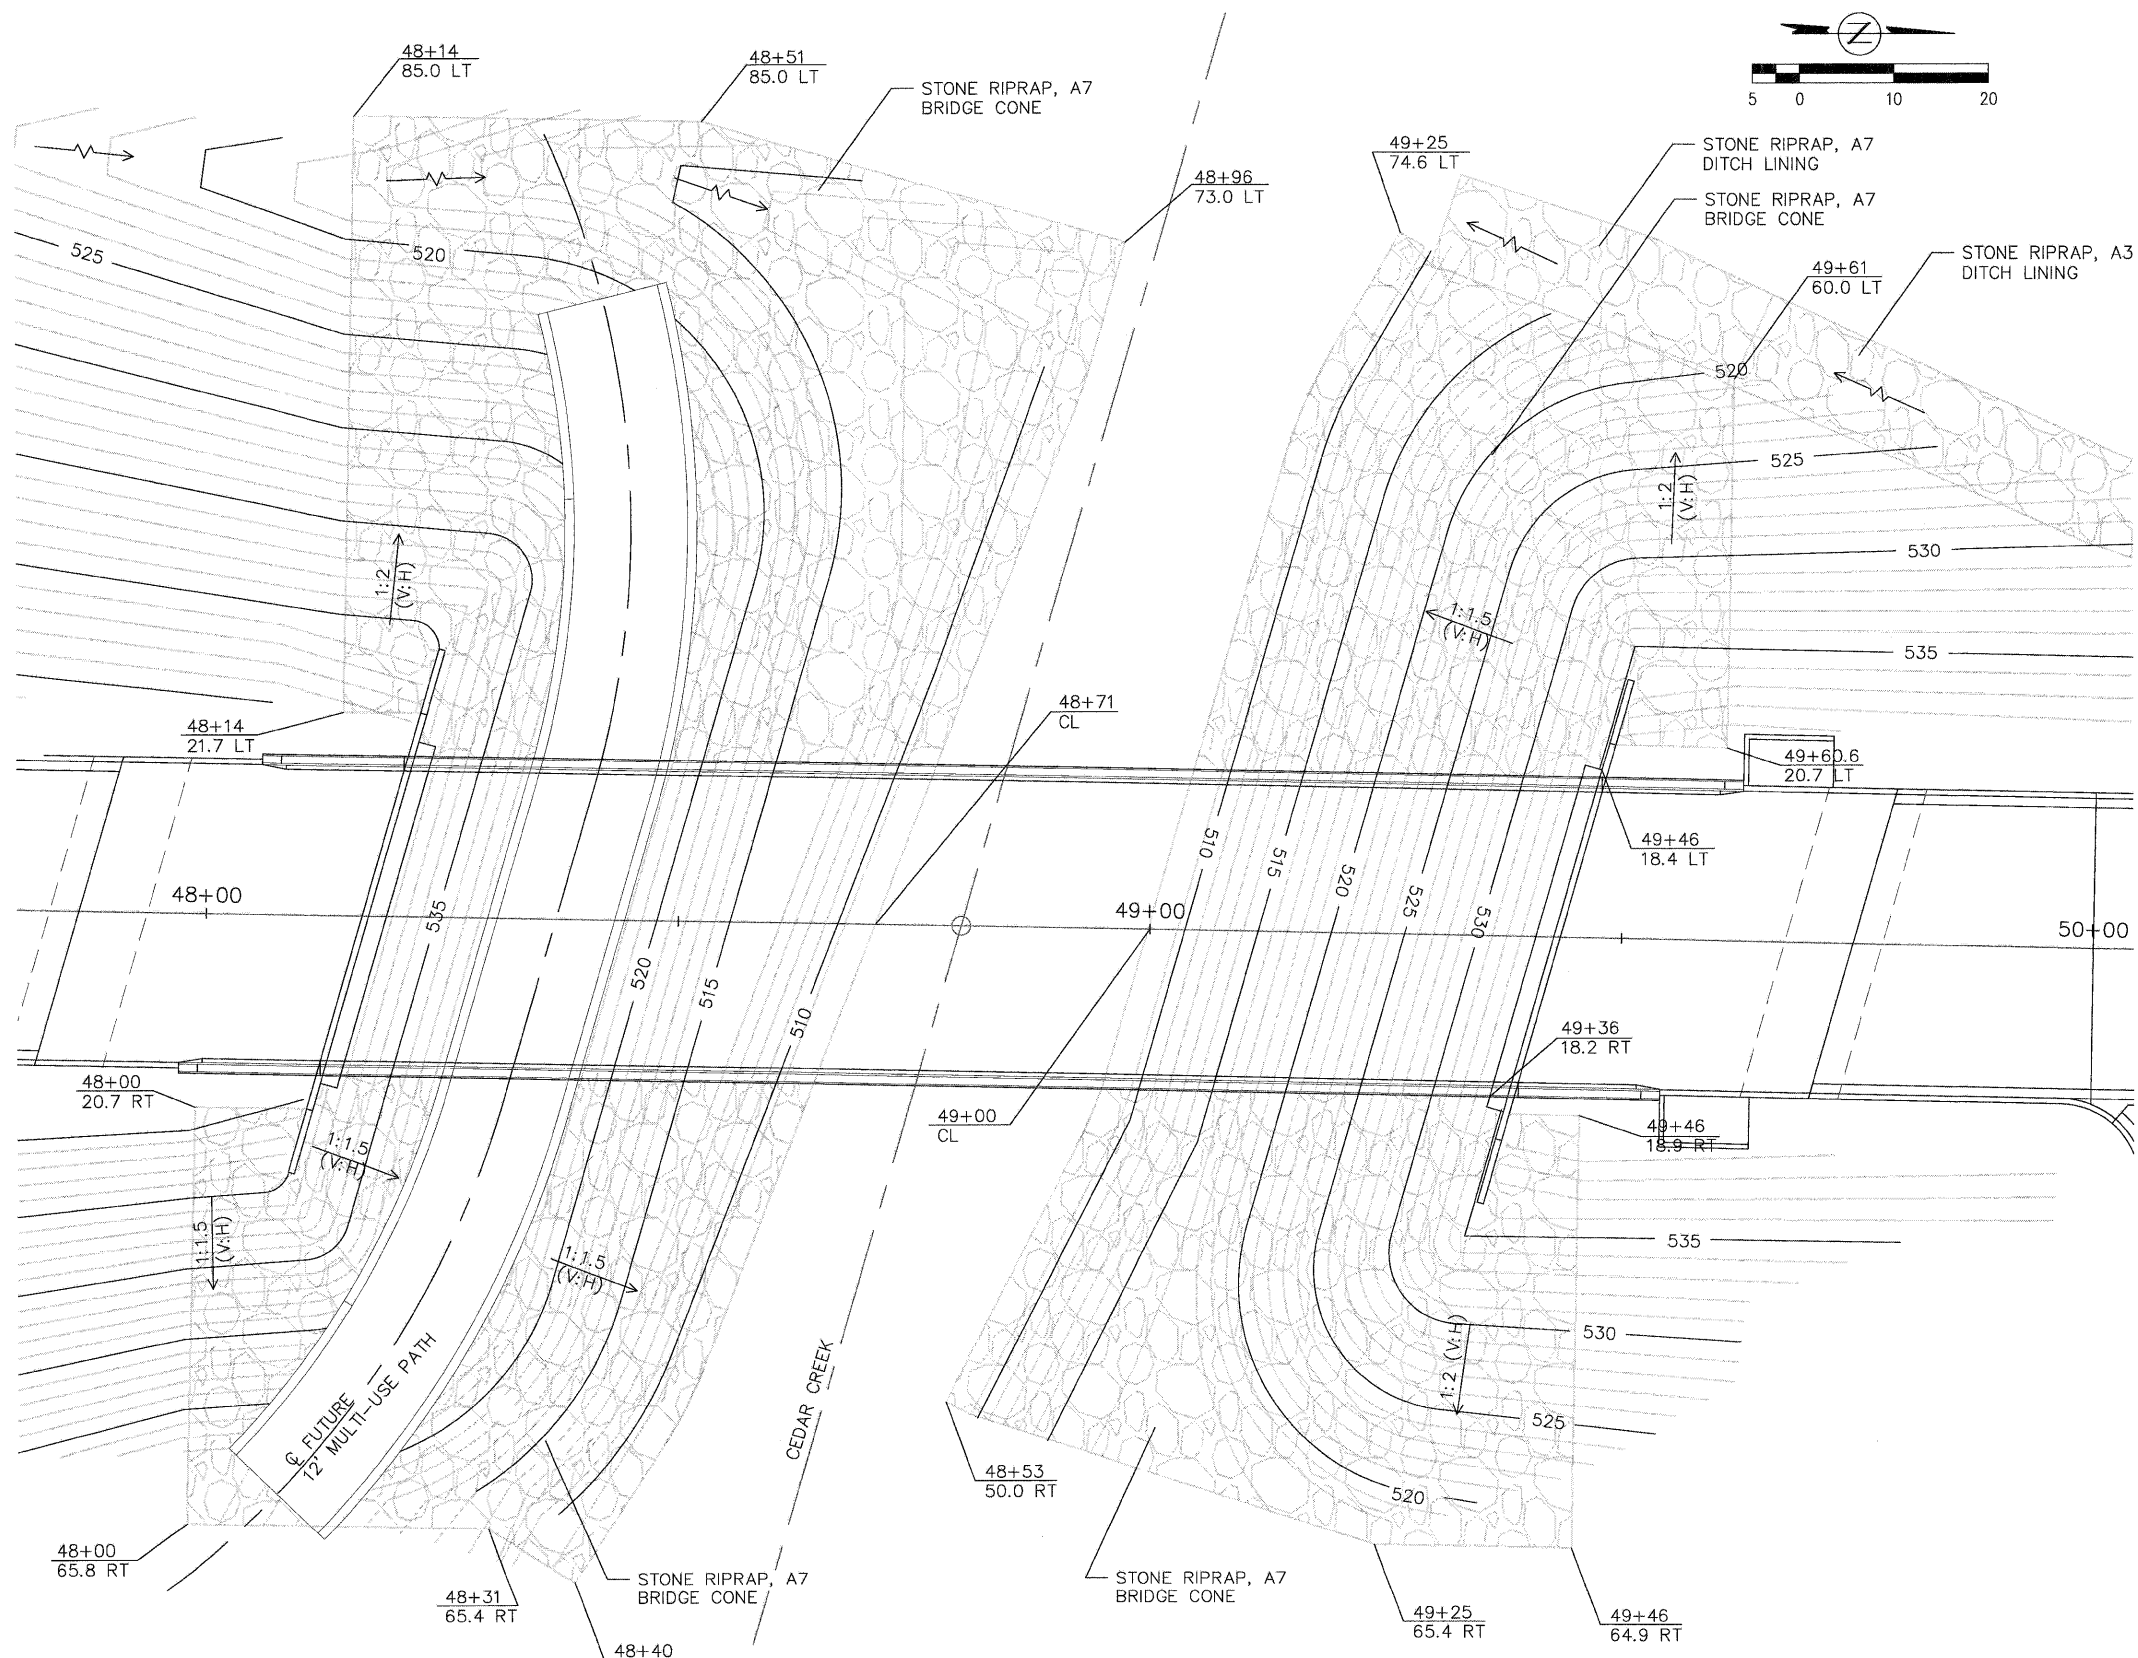 48+14
85.0 LT
48+51
85.0 LT
STONE RIPRAP, A7
BRIDGE CONE
Z
5 0 10 20
48+96
73.0 LT
49+25
74.6 LT
STONE RIPRAP, A7
DITCH LINING
STONE RIPRAP, A7
BRIDGE CONE
STONE RIPRAP, A3
DITCH LINING
49+61
60.0 LT
525
520
520
525
530
535
1:2
(V:H)
1:2
(V:H)
1:1.5
(V:H)
48+14
21.7 LT
48+71
CL
49+60.6
20.7 LT
49+46
18.4 LT
48+00
49+00
50+00
535
520
515
510
510
515
520
525
530
49+36
18.2 RT
48+00
20.7 RT
49+00
CL
49+46
18.9 RT
1:1.5
(V:H)
1:1.5
(V:H)
1:1.5
(V:H)
1:2 (V:H)
535
530
525
520
℄ FUTURE
12' MULTI-USE PATH
CEDAR CREEK
48+53
50.0 RT
48+00
65.8 RT
48+31
65.4 RT
STONE RIPRAP, A7
BRIDGE CONE
48+40
STONE RIPRAP, A7
BRIDGE CONE
49+25
65.4 RT
49+46
64.9 RT